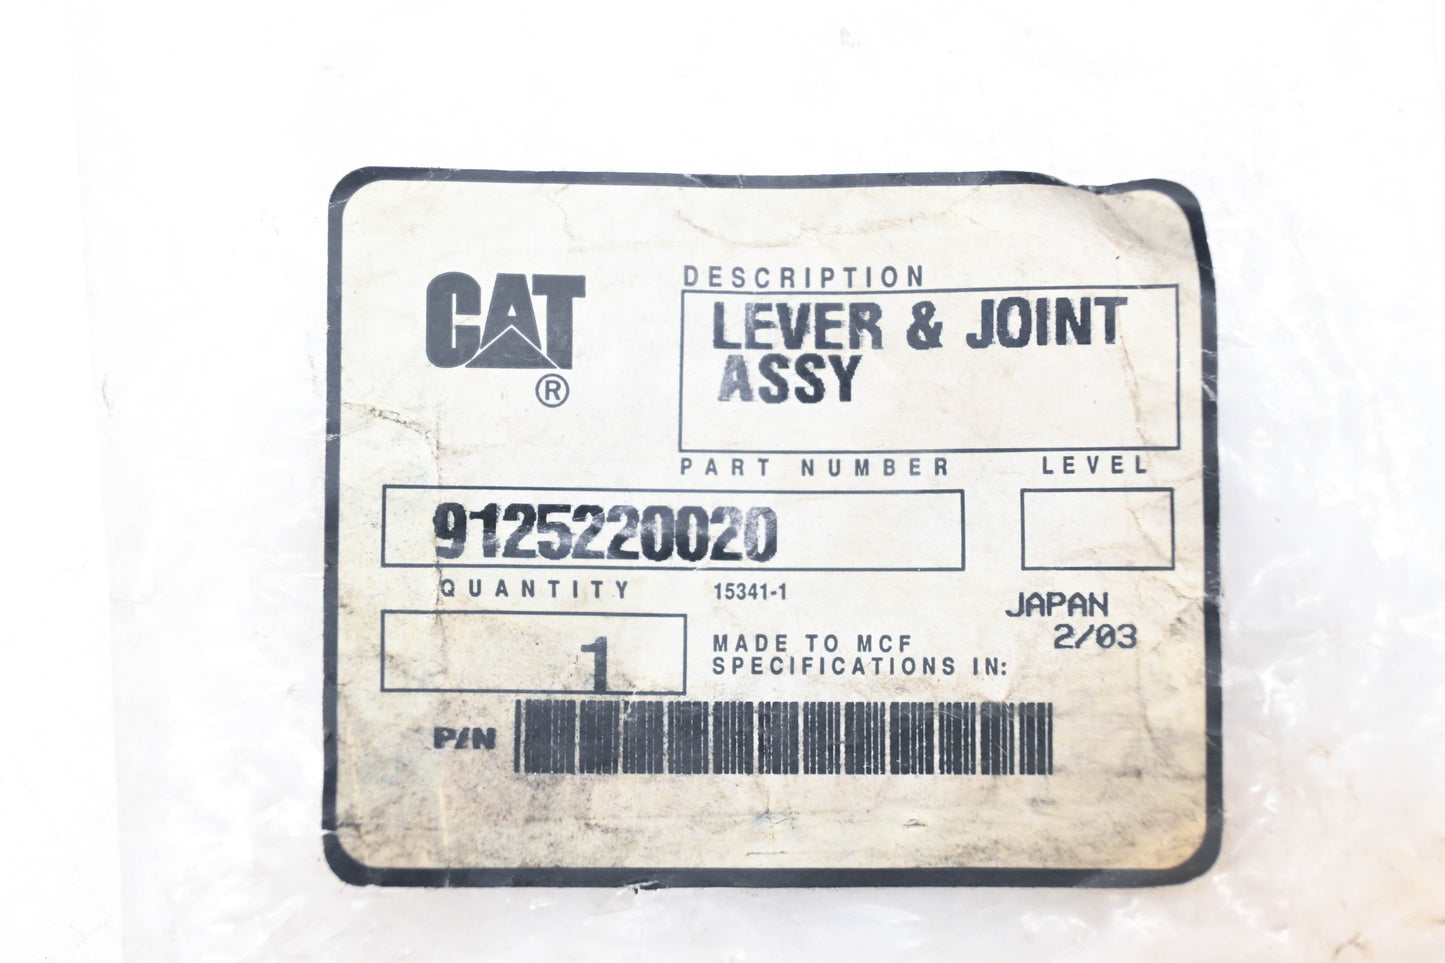 CAT®
DESCRIPTION
LEVER & JOINT
ASSY
PART NUMBER
LEVEL
9125220020
QUANTITY
15341-1
1
MADE TO MCF
SPECIFICATIONS IN:
JAPAN
2/03
P/N